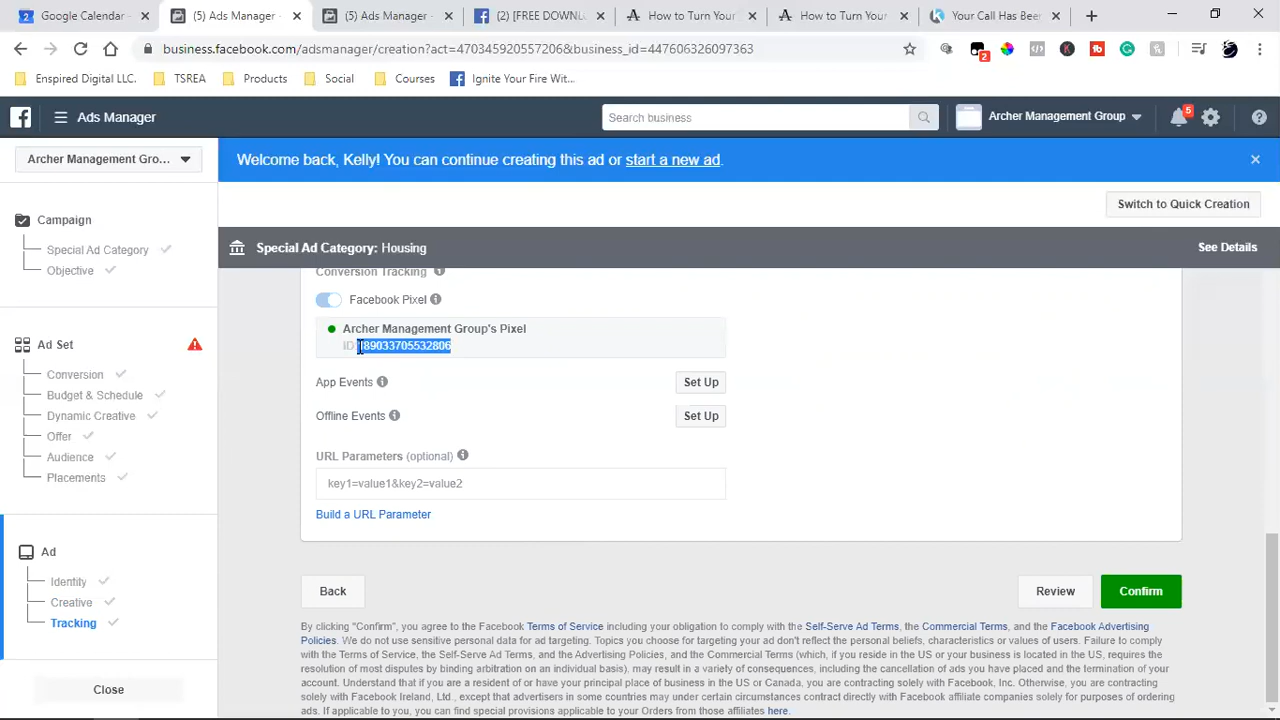 Google Calendar -
(5) Ads Manager -
(5) Ads Manager -
(2) [FREE DOWNL
How to Turn Your
How to Turn Your
Your Call Has Bee
business.facebook.com/adsmanager/creation?act=470345920557206&business_id=447606326097363
2
Enspired Digital LLC.
TSREA
Products
Social
Courses
Ignite Your Fire Wit...
Ads Manager
Search business
Archer Management Group
5
Archer Management Gro...
Welcome back, Kelly! You can continue creating this ad or start a new ad.
Switch to Quick Creation
Campaign
Special Ad Category: Housing
See Details
Special Ad Category
Objective
Conversion Tracking
Facebook Pixel
Archer Management Group's Pixel
Ad Set
Conversion
App Events
Set Up
Budget & Schedule
Dynamic Creative
Offline Events
Set Up
Offer
Audience
URL Parameters (optional)
Placements
key1=value1&key2=value2
Build a URL Parameter
Ad
Identity
Creative
Tracking
Back
Review
Confirm
By clicking "Confirm", you agree to the Facebook Terms of Service including your obligation to comply with the Self-Serve Ad Terms, the Commercial Terms, and the Facebook Advertising
Policies. We do not use sensitive personal data for ad targeting. Topics you choose for targeting your ad don't reflect the personal beliefs, characteristics or values of users. Failure to comply
with the Terms of Service, the Self-Serve Ad Terms, the Advertising Policies, and the Commercial Terms (which, if you reside in the US or your business is located in the US, requires the
resolution of most disputes by binding arbitration on an individual basis), may result in a variety of consequences, including the cancellation of ads you have placed and the termination of your
account. Understand that if you are a resident of or have your principal place of business in the US or Canada, you are contracting solely with Facebook, Inc. Otherwise, you are contracting
solely with Facebook Ireland, Ltd., except that advertisers in some countries may under certain circumstances contract directly with Facebook affiliate companies solely for purposes of ordering
ads. If applicable to you, you can find special provisions applicable to your Orders from those affiliates here.
Close